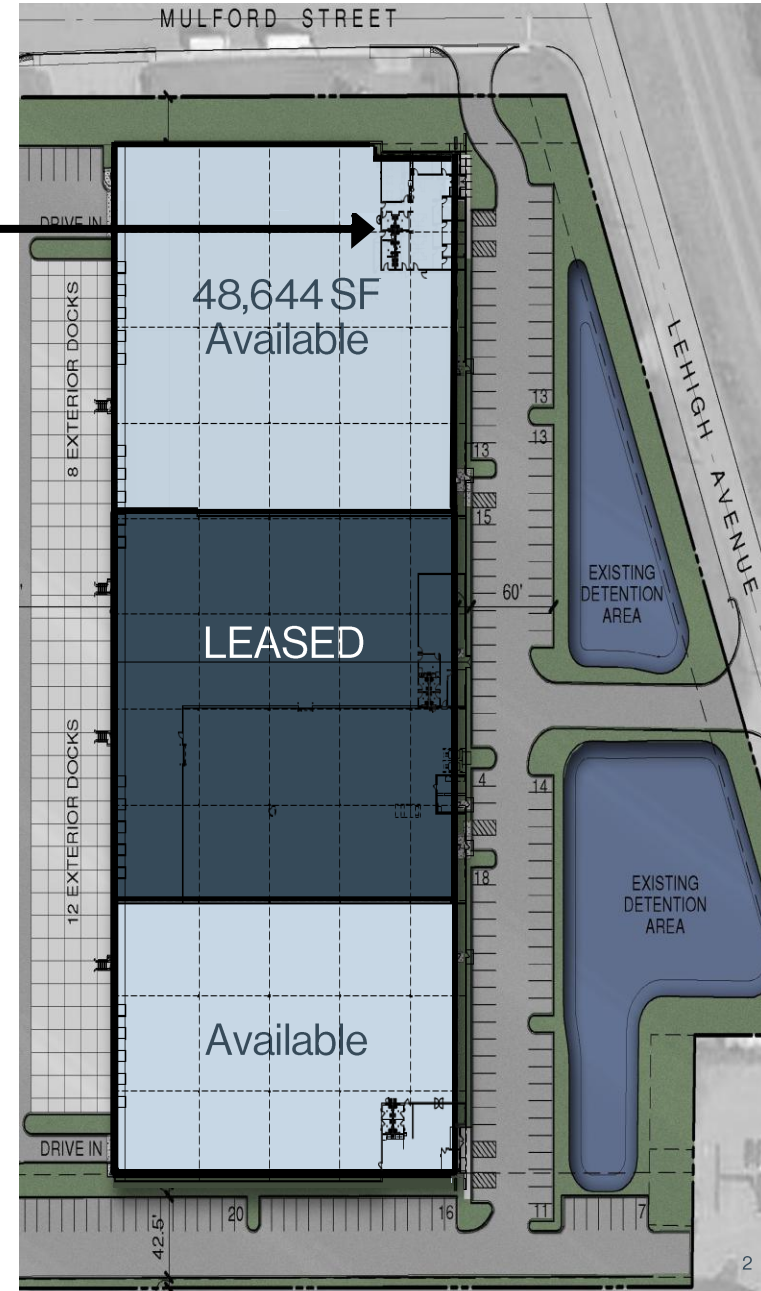 MULFORD STREET
DRIVE IN
48,644 SF
Available
8 EXTERIOR DOCKS
LEHIGH AVENUE
13
13
13
15
60'
EXISTING
DETENTION
AREA
LEASED
12 EXTERIOR DOCKS
4
14
18
EXISTING
DETENTION
AREA
Available
DRIVE IN
20
16
11
7
42.5'
2